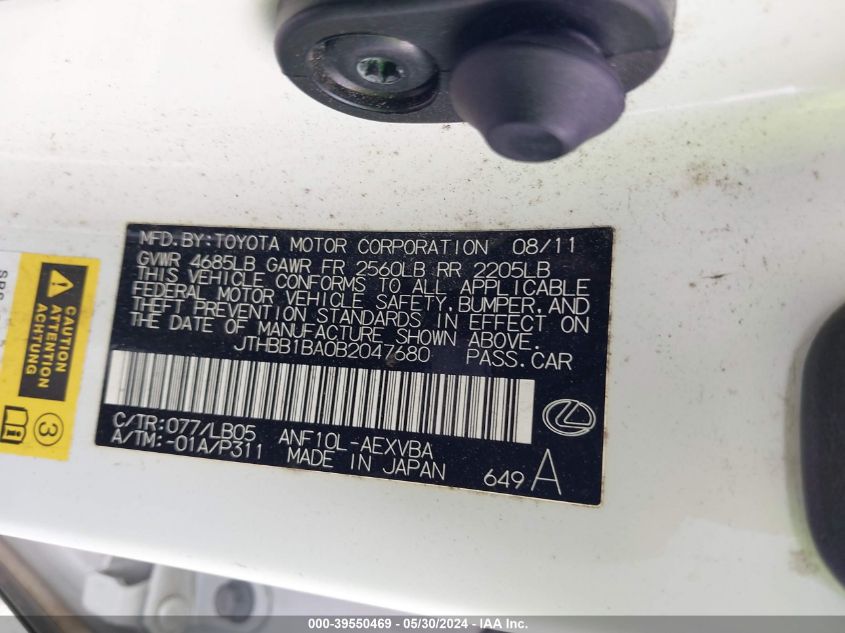 MFD.BY:TOYOTA MOTOR CORPORATION 08/11
GVWR 4685LB GAWR FR 2560LB RR 2205LB
THIS VEHICLE CONFORMS TO ALL APPLICABLE
FEDERAL MOTOR VEHICLE SAFETY, BUMPER, AND
THEFT PREVENTION STANDARDS IN EFFECT ON
THE DATE OF MANUFACTURE SHOWN ABOVE.
JTHBB1BA0B2047680 PASS.CAR
C/TR:077/LB05 ANF10L-AEXVBA
A/TM:-01A/P311 MADE IN JAPAN
649A
CAUTION
ATTENTION
ACHTUNG
3
SRS
000-39550469 - 05/30/2024 - IAA Inc.